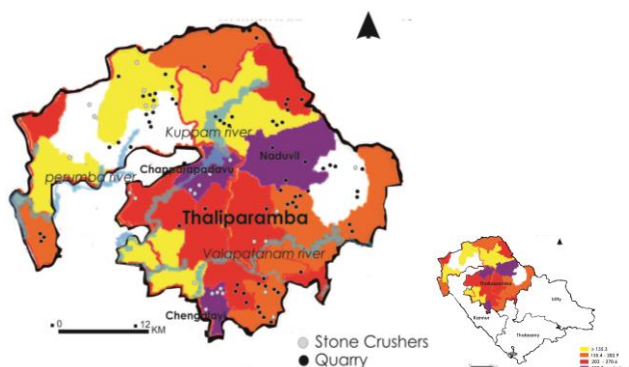 Kuppam river
Naduvil
Chapparapadavu
perumba river
Thaliparamba
Valapatanam river
Chengalayi
0 12 KM
Stone Crushers
Quarry
Thaliparamba
Iritty
Kannur
Thalassery